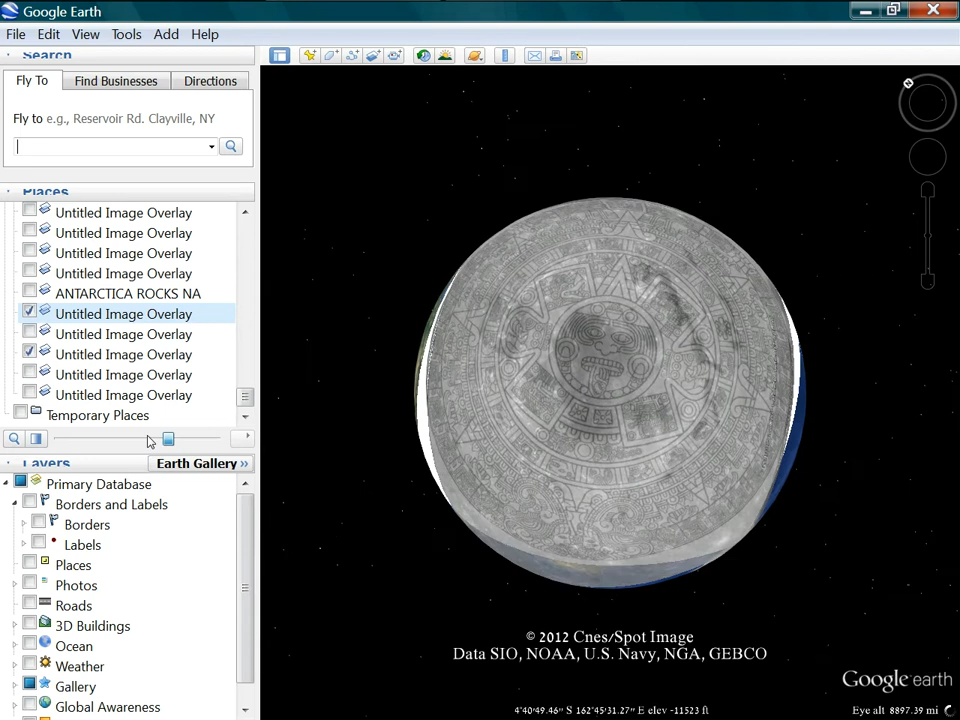 Google Earth
File Edit View Tools Add Help
Search
Fly To Find Businesses Directions
Fly to e.g., Reservoir Rd. Clayville, NY
Places
Untitled Image Overlay
Untitled Image Overlay
Untitled Image Overlay
Untitled Image Overlay
ANTARCTICA ROCKS NA
Untitled Image Overlay
Untitled Image Overlay
Untitled Image Overlay
Untitled Image Overlay
Untitled Image Overlay
Temporary Places
Layers Earth Gallery »
Primary Database
Borders and Labels
Borders
Labels
Places
Photos
Roads
3D Buildings
Ocean
Weather
Gallery
Global Awareness
© 2012 Cnes/Spot Image
Data SIO, NOAA, U.S. Navy, NGA, GEBCO
Google earth
4°40'49.46" S 162°45'31.27" E elev -11523 ft Eye alt 8897.39 mi